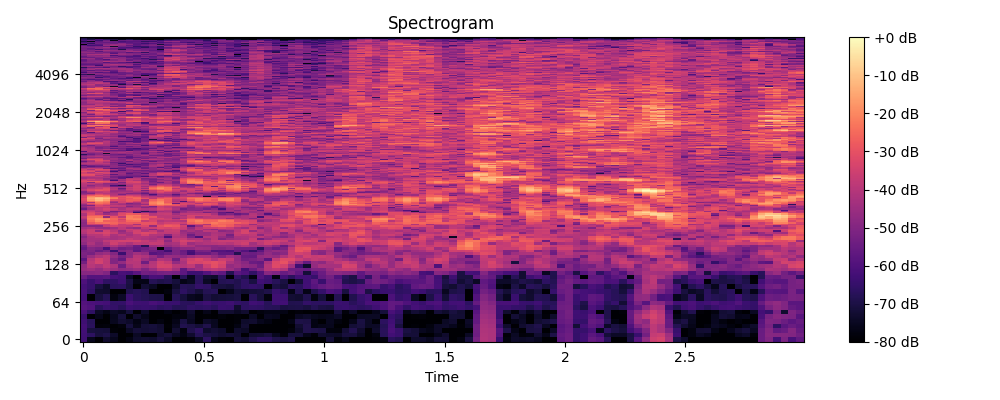 Spectrogram
+0 dB
4096
-10 dB
2048
-20 dB
1024
-30 dB
Hz
512
-40 dB
256
-50 dB
128
-60 dB
64
-70 dB
0
-80 dB
0 0.5 1 1.5 2 2.5
Time